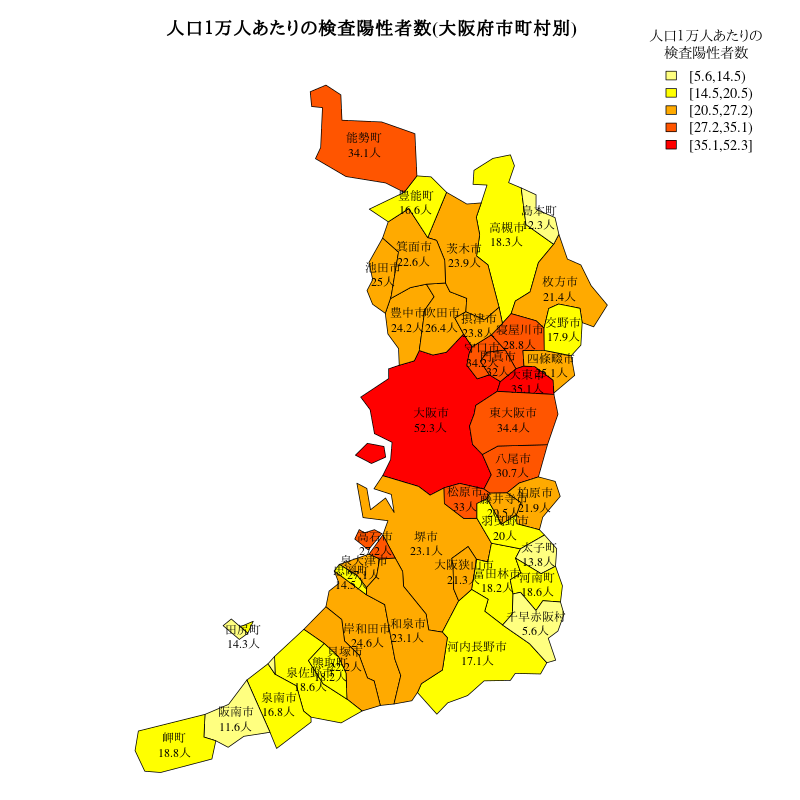 人口1万人あたりの検査陽性者数(大阪府市町村別)
人口1万人あたりの
検査陽性者数
[5.6,14.5)
[14.5,20.5)
[20.5,27.2)
[27.2,35.1)
[35.1,52.3]
能勢町
34.1人
豊能町
16.6人
島本町
12.3人
高槻市
18.3人
箕面市
22.6人
茨木市
23.9人
池田市
25人
枚方市
21.4人
豊中市
24.2人
吹田市
26.4人
摂津市
23.8人
交野市
17.9人
寝屋川市
28.8人
守口市
34.2人
門真市
32人
四條畷市
25.1人
大東市
35.1人
大阪市
52.3人
東大阪市
34.4人
八尾市
30.7人
松原市
33人
柏原市
21.9人
藤井寺市
20.5人
羽曳野市
20人
高石市
27.2人
堺市
23.1人
太子町
13.8人
泉大津市
27.1人
忠岡町
14.5人
大阪狭山市
21.3人
富田林市
18.2人
河南町
18.6人
千早赤阪村
5.6人
田尻町
14.3人
岸和田市
24.6人
和泉市
23.1人
河内長野市
17.1人
貝塚市
22.2人
熊取町
18.2人
泉佐野市
18.6人
泉南市
16.8人
阪南市
11.6人
岬町
18.8人